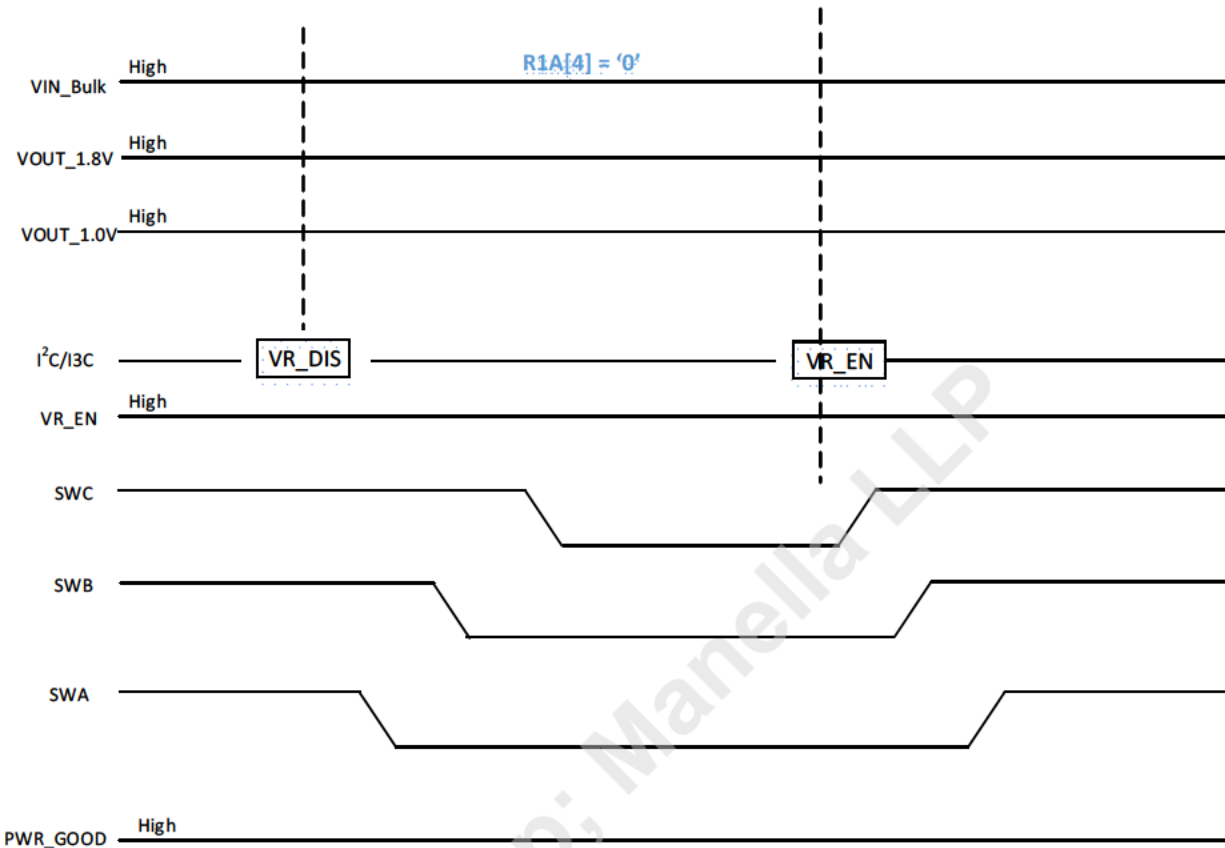 R1A[4] = ‘0’
VIN_Bulk High
VOUT_1.8V High
VOUT_1.0V High
I²C/I3C VR_DIS VR_EN
VR_EN High
SWC
SWB
SWA
PWR_GOOD High
; Manella LLP